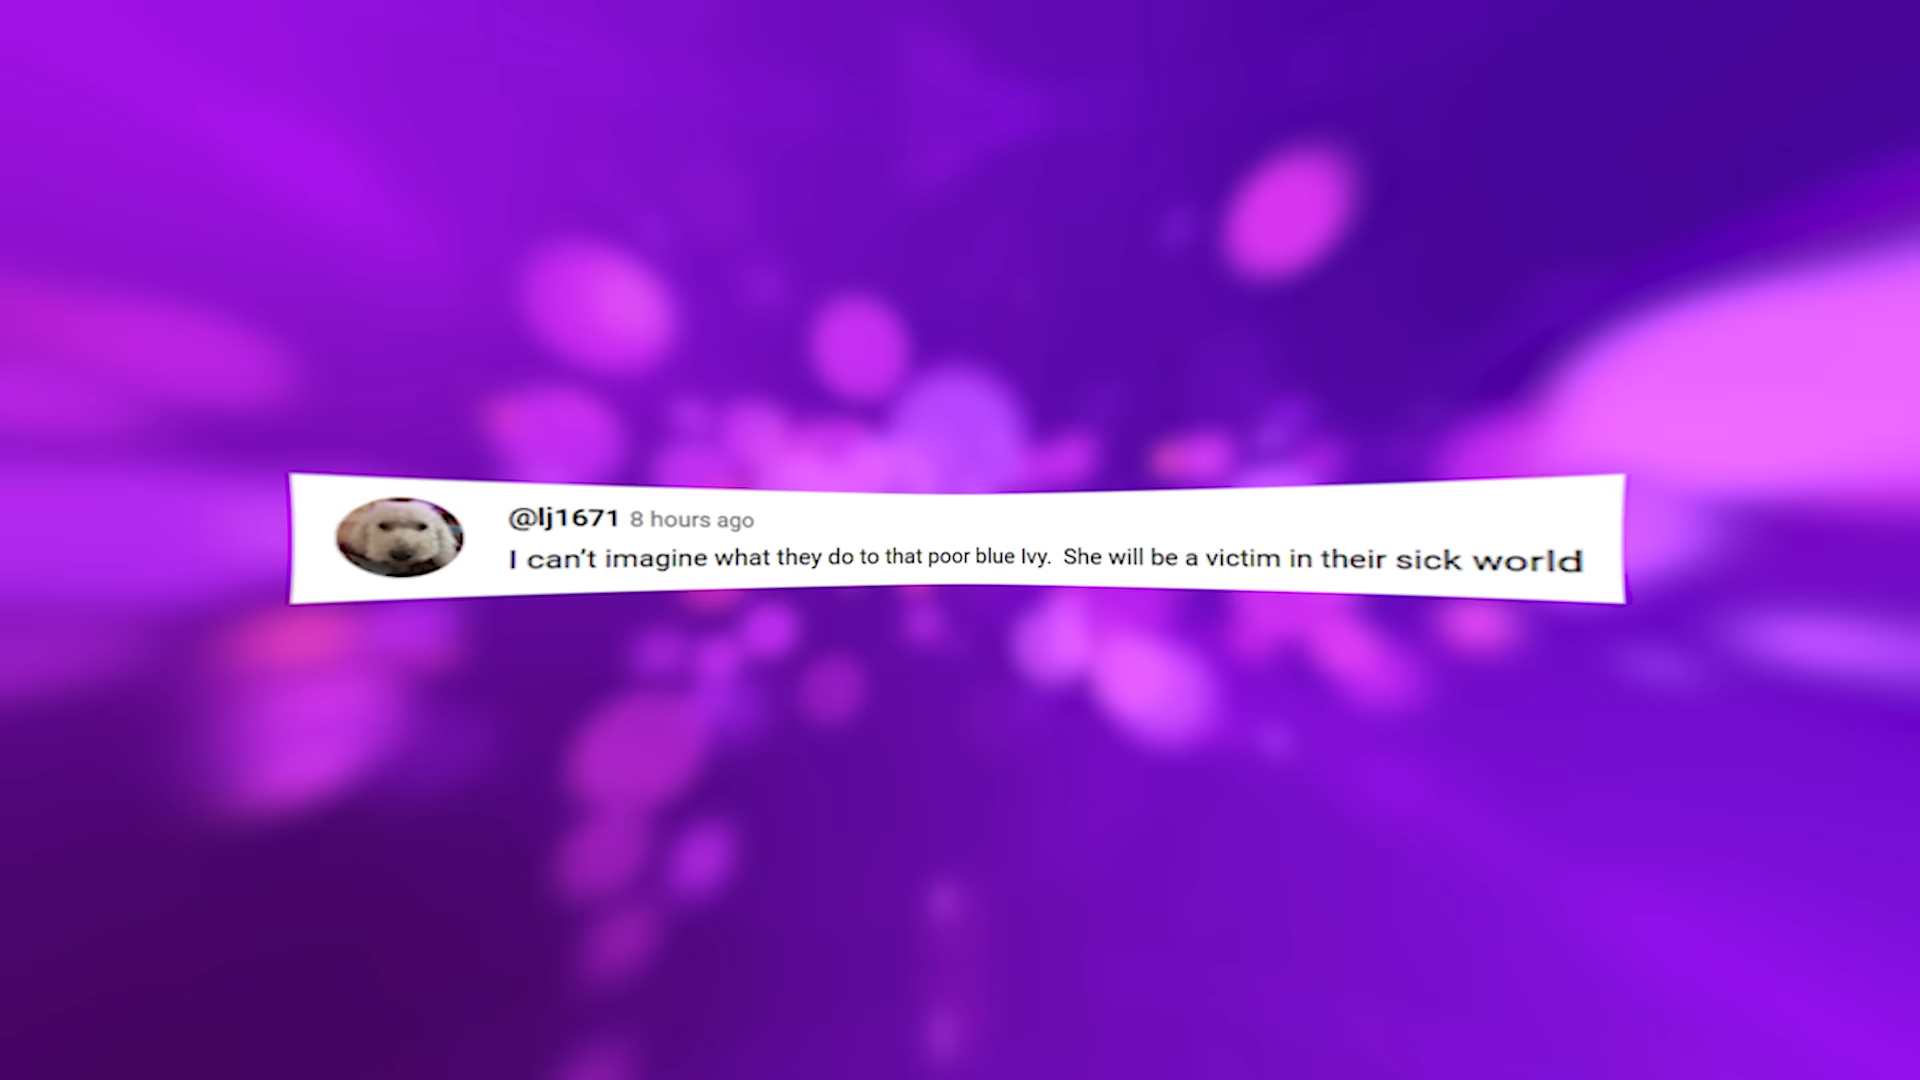 @lj1671 8 hours ago
I can't imagine what they do to that poor blue Ivy.  She will be a victim in their sick world